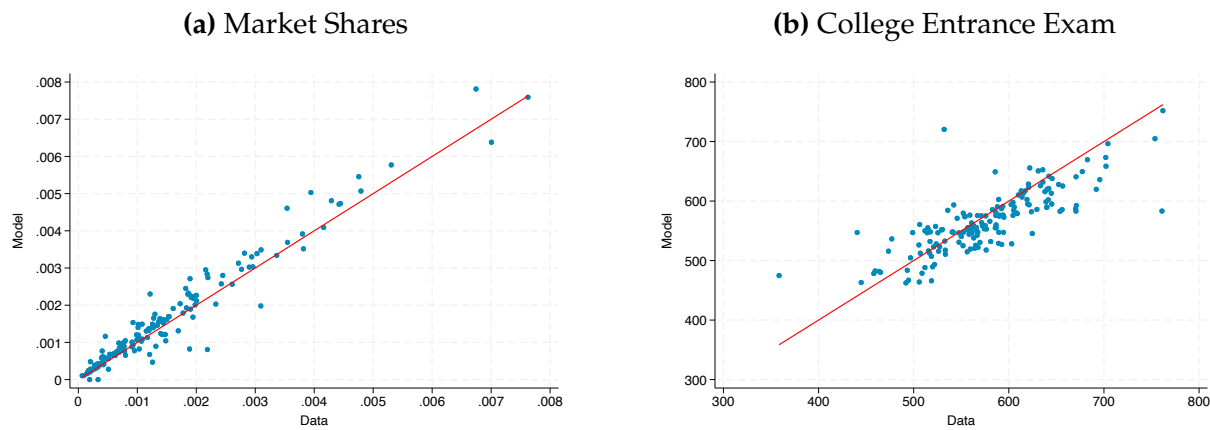 (a) Market Shares
.008
.007
.006
.005
.004
.003
.002
.001
0
Model
0 .001 .002 .003 .004 .005 .006 .007 .008
Data
(b) College Entrance Exam
800
700
600
500
400
300
Model
300 400 500 600 700 800
Data